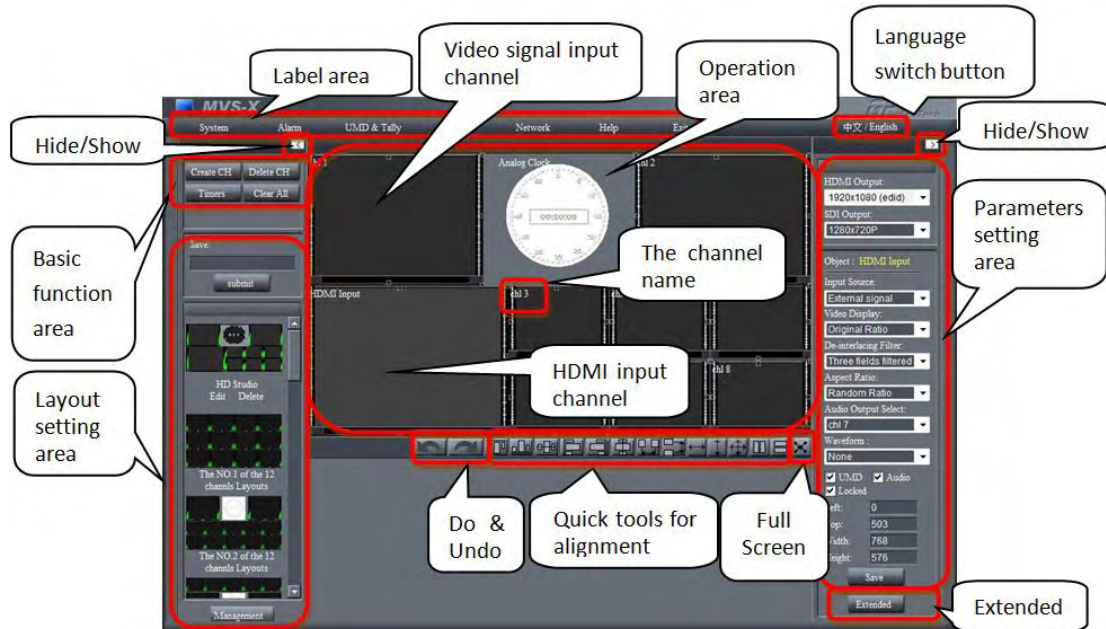 Video signal input
channel
Label area
Operation
area
Language
switch button
Hide/Show
Hide/Show
MVS-X
System Alarm UMD & Tally Network Help
中文 / English
Create CH Delete CH
Timers Clear All
Basic
function
area
Save:
submit
HD Studio
Edit Delete
The NO.1 of the 12
channls Layouts
The NO.2 of the 12
channls Layouts
Management
Layout
setting
area
Analog Clock
00:00:08
The channel
name
HDMI Input
chl 3
chl 8
HDMI input
channel
Do &
Undo
Quick tools for
alignment
Full
Screen
HDMI Output:
1920x1080 (edid)
SDI Output:
1280x720P
Object : HDMI Input
Input Source:
External signal
Video Display:
Original Ratio
De-interlacing Filter:
Three fields filtered
Aspect Ratio:
Random Ratio
Audio Output Select:
chl 7
Waveform :
None
UMD Audio
Locked
0
503
768
576
Save
Extended
Parameters
setting
area
Extended